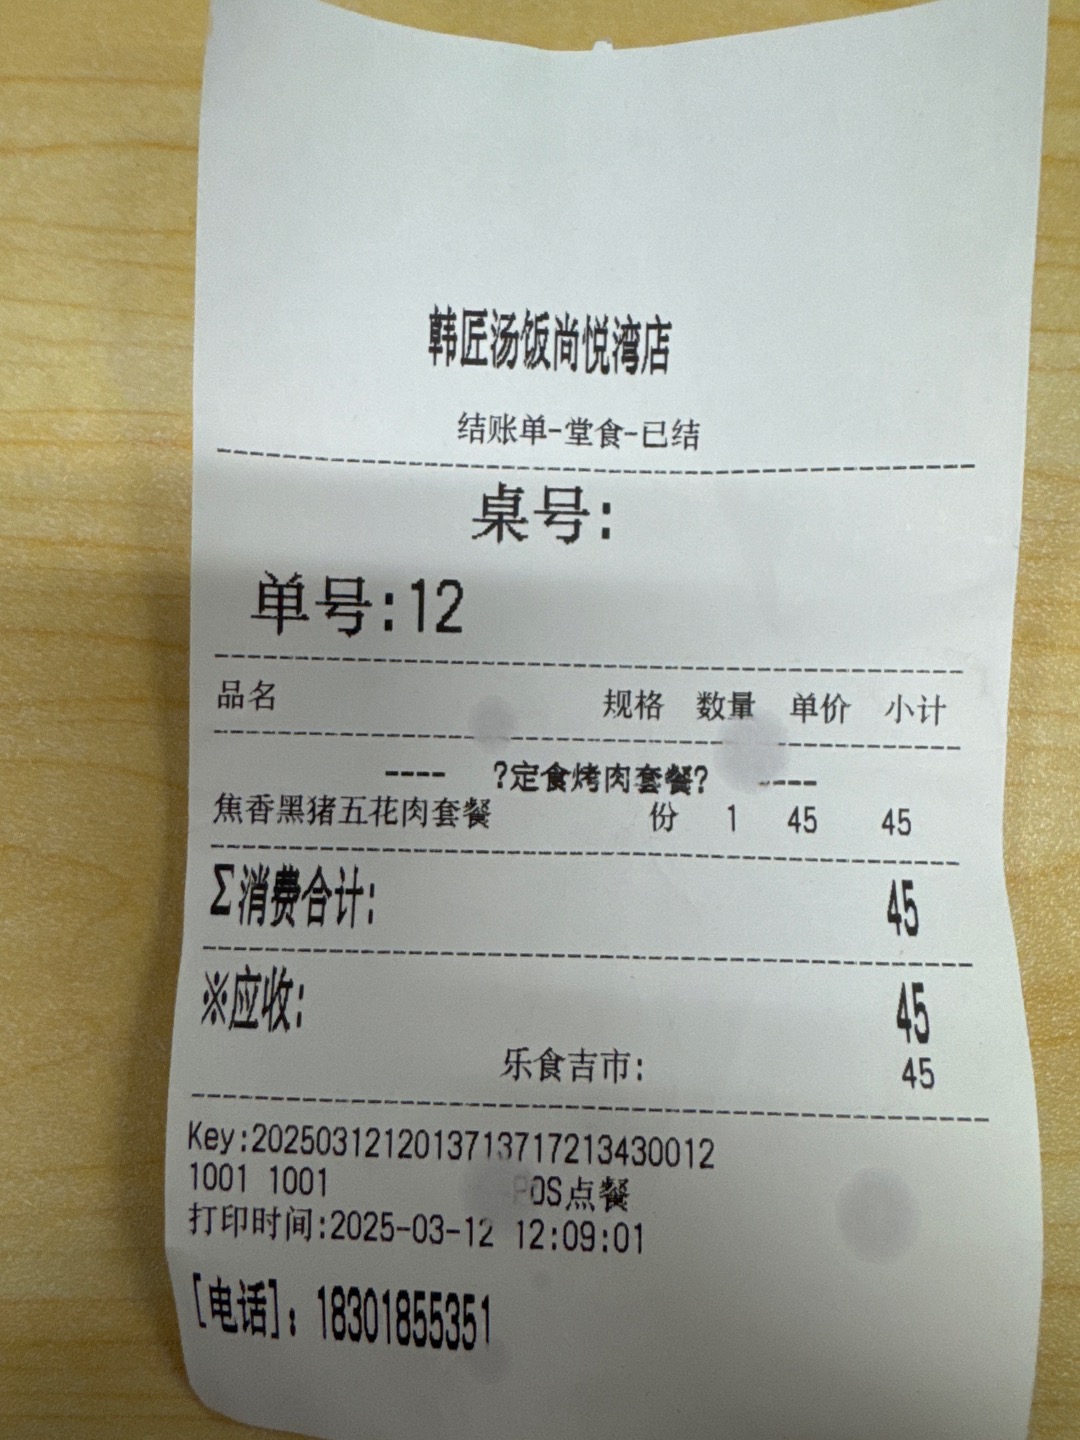 韩匠汤饭尚悦湾店
结账单-堂食-已结
桌号:
单号:12
品名 规格 数量 单价 小计
---- ?定食烤肉套餐? ----
焦香黑猪五花肉套餐 份 1 45 45
Σ消费合计: 45
※应收: 45
乐食吉市: 45
Key:2025031212013713717213430012
1001 1001 POS点餐
打印时间:2025-03-12 12:09:01
[电话]: 18301855351